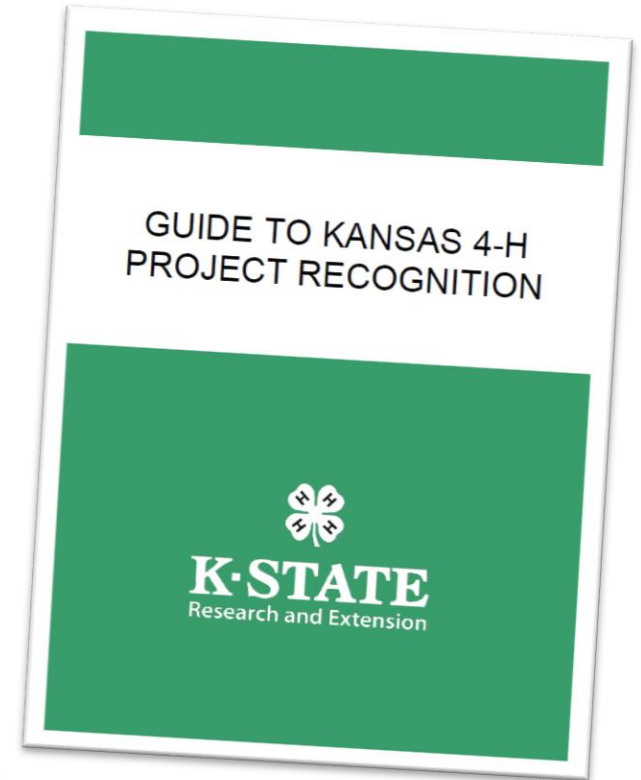 GUIDE TO KANSAS 4-H
PROJECT RECOGNITION
H H
H H
K·STATE
Research and Extension